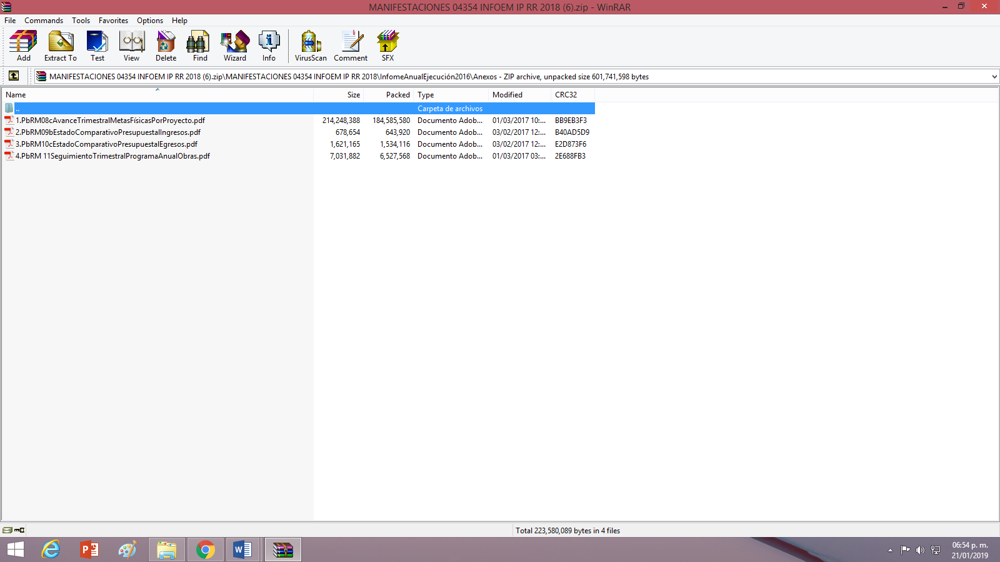 MANIFESTACIONES 04354 INFOEM IP RR 2018 (6).zip - WinRAR
File Commands Tools Favorites Options Help
Add Extract To Test View Delete Find Wizard Info VirusScan Comment SFX
MANIFESTACIONES 04354 INFOEM IP RR 2018 (6).zip\MANIFESTACIONES 04354 INFOEM IP RR 2018\InfomeAnualEjecución2016\Anexos - ZIP archive, unpacked size 601,741,598 bytes
Name Size Packed Type Modified CRC32
.. Carpeta de archivos
1.PbRM08cAvanceTrimestralMetasFísicasPorProyecto.pdf 214,248,388 184,585,580 Documento Adob... 01/03/2017 10:... BB9EB3F3
2.PbRM09bEstadoComparativoPresupuestalIngresos.pdf 678,654 643,920 Documento Adob... 03/02/2017 12:... B40AD5D9
3.PbRM10cEstadoComparativoPresupuestalEgresos.pdf 1,621,165 1,534,116 Documento Adob... 03/02/2017 12:... E2D873F6
4.PbRM 11SeguimientoTrimestralProgramaAnualObras.pdf 7,031,882 6,527,568 Documento Adob... 01/03/2017 03:... 2E688FB3
Total 223,580,089 bytes in 4 files
06:54 p. m.
21/01/2019